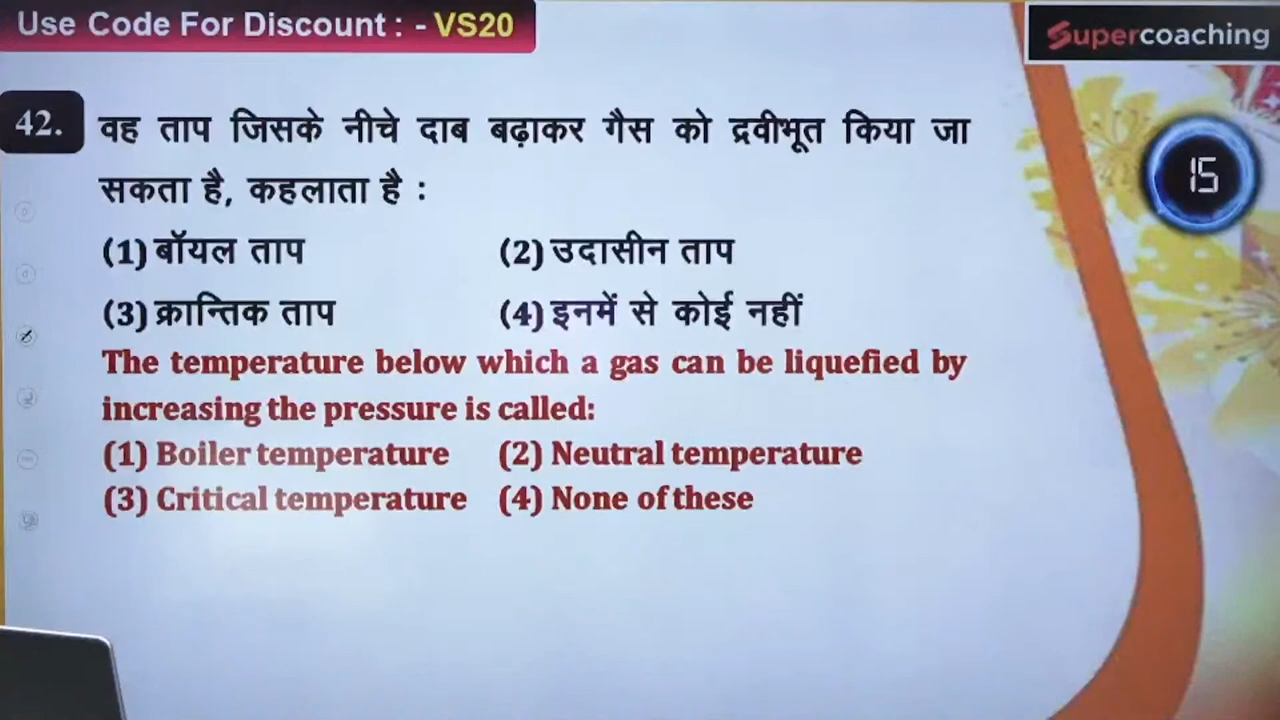 Use Code For Discount : - VS20
Supercoaching
42. वह ताप जिसके नीचे दाब बढ़ाकर गैस को द्रवीभूत किया जा
15
सकता है, कहलाता है :
(1) बॉयल ताप (2) उदासीन ताप
(3) क्रान्तिक ताप (4) इनमें से कोई नहीं
The temperature below which a gas can be liquefied by
increasing the pressure is called:
(1) Boiler temperature (2) Neutral temperature
(3) Critical temperature (4) None of these